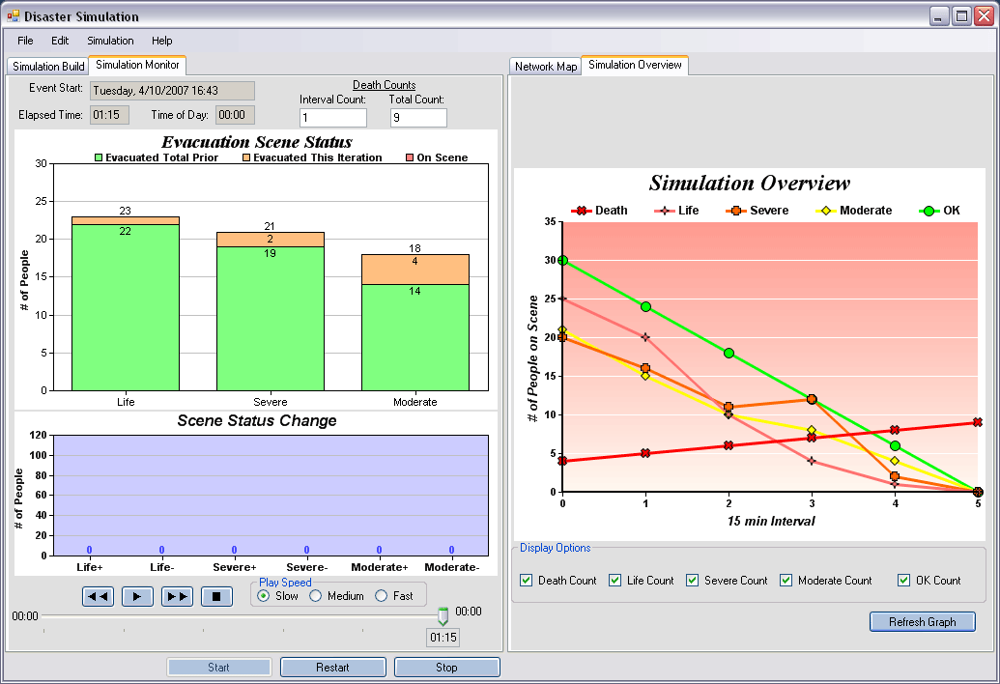 Disaster Simulation
File Edit Simulation Help
Simulation Build Simulation Monitor
Event Start: Tuesday, 4/10/2007 16:43
Death Counts
Interval Count: Total Count:
Elapsed Time: 01:15 Time of Day: 00:00 1 9
Evacuation Scene Status
Evacuated Total Prior Evacuated This Iteration On Scene
# of People
30
25
20
15
10
5
0
23
22
21
2
19
18
4
14
Life Severe Moderate
Scene Status Change
# of People
120
100
80
60
40
20
0
0 0 0 0 0 0
Life+ Life- Severe+ Severe- Moderate+ Moderate-
Play Speed
Slow Medium Fast
00:00 00:00
01:15
Start Restart Stop
Network Map Simulation Overview
Simulation Overview
Death Life Severe Moderate OK
# of People on Scene
35
30
25
20
15
10
5
0
0 1 2 3 4 5
15 min Interval
Display Options
Death Count Life Count Severe Count Moderate Count OK Count
Refresh Graph